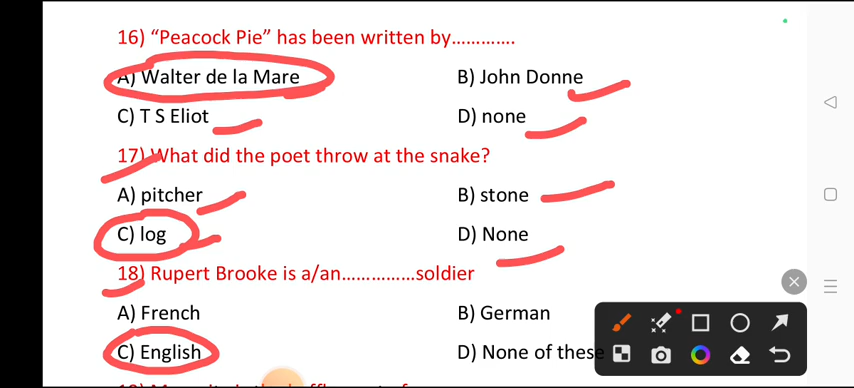 16) “Peacock Pie” has been written by………….
A) Walter de la Mare B) John Donne
C) T S Eliot D) none
17) What did the poet throw at the snake?
A) pitcher B) stone
C) log D) None
18) Rupert Brooke is a/an……………soldier
A) French B) German
C) English D) None of these